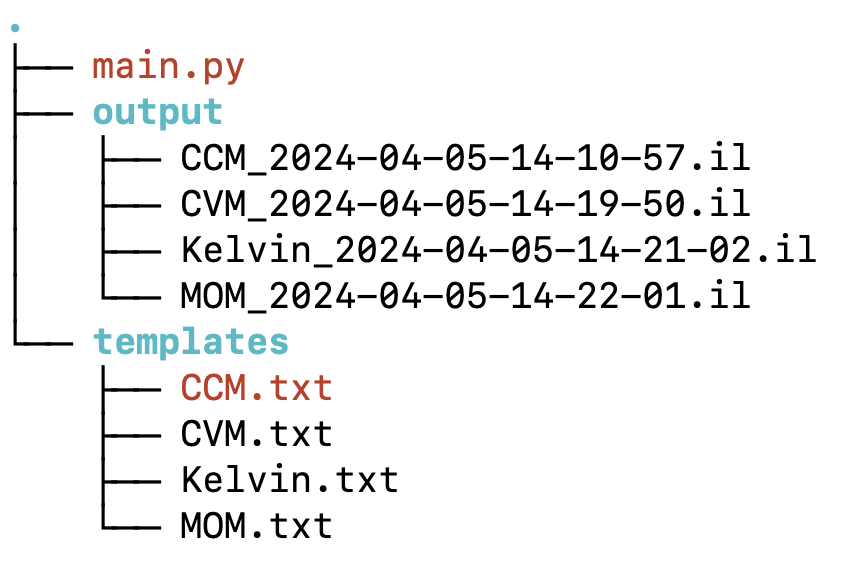 .
├── main.py
├── output
│   ├── CCM_2024-04-05-14-10-57.il
│   ├── CVM_2024-04-05-14-19-50.il
│   ├── Kelvin_2024-04-05-14-21-02.il
│   └── MOM_2024-04-05-14-22-01.il
└── templates
    ├── CCM.txt
    ├── CVM.txt
    ├── Kelvin.txt
    └── MOM.txt